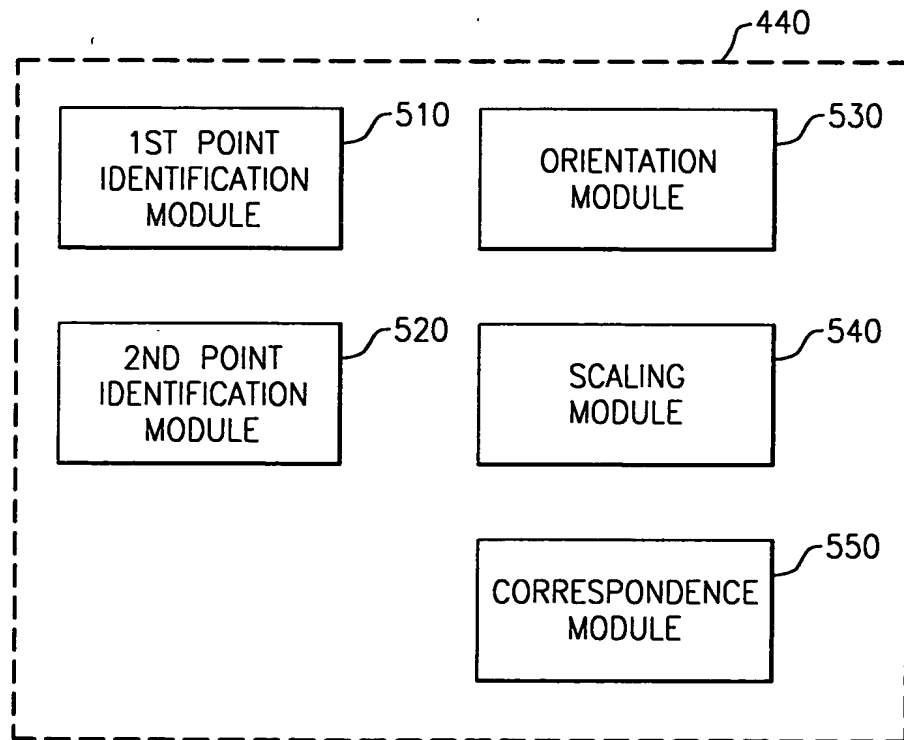 440
510
1ST POINT
IDENTIFICATION
MODULE
530
ORIENTATION
MODULE
520
2ND POINT
IDENTIFICATION
MODULE
540
SCALING
MODULE
550
CORRESPONDENCE
MODULE